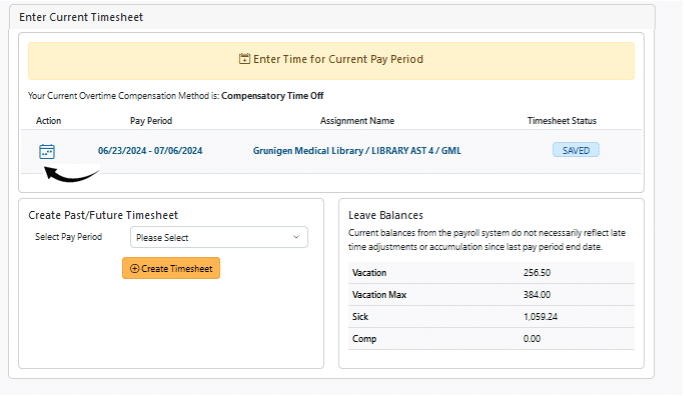 Enter Current Timesheet
Enter Time for Current Pay Period
Your Current Overtime Compensation Method is: Compensatory Time Off
Action Pay Period Assignment Name Timesheet Status
06/23/2024 - 07/06/2024 Grunigen Medical Library / LIBRARY AST 4 / GML SAVED
Create Past/Future Timesheet
Select Pay Period Please Select
Create Timesheet
Leave Balances
Current balances from the payroll system do not necessarily reflect late
time adjustments or accumulation since last pay period end date.
Vacation 256.50
Vacation Max 384.00
Sick 1,059.24
Comp 0.00